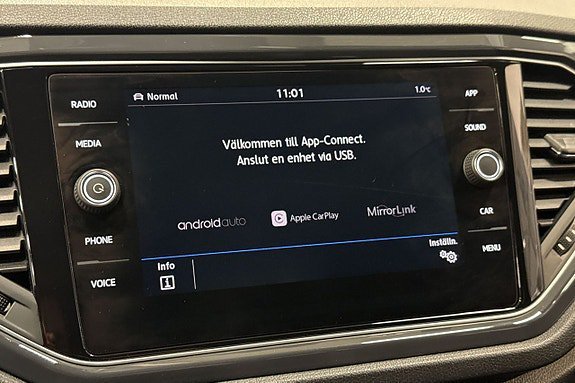 RADIO
MEDIA
PHONE
VOICE
Normal
11:01
1.0°C
Välkommen till App-Connect.
Anslut en enhet via USB.
androidauto
Apple CarPlay
MirrorLink
Info
i
Inställn.
APP
SOUND
CAR
MENU